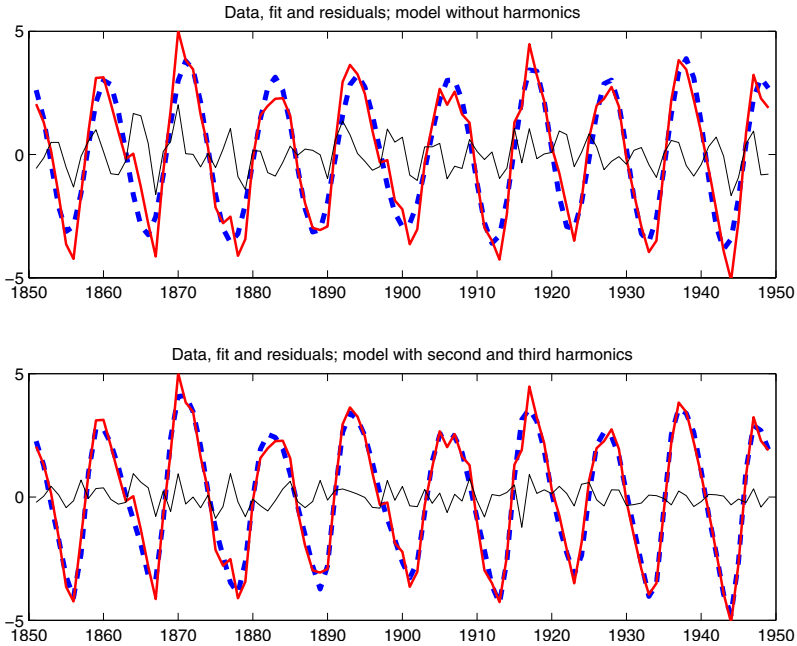 Data, fit and residuals; model without harmonics
5
0
−5
1850 1860 1870 1880 1890 1900 1910 1920 1930 1940 1950
Data, fit and residuals; model with second and third harmonics
5
0
−5
1850 1860 1870 1880 1890 1900 1910 1920 1930 1940 1950